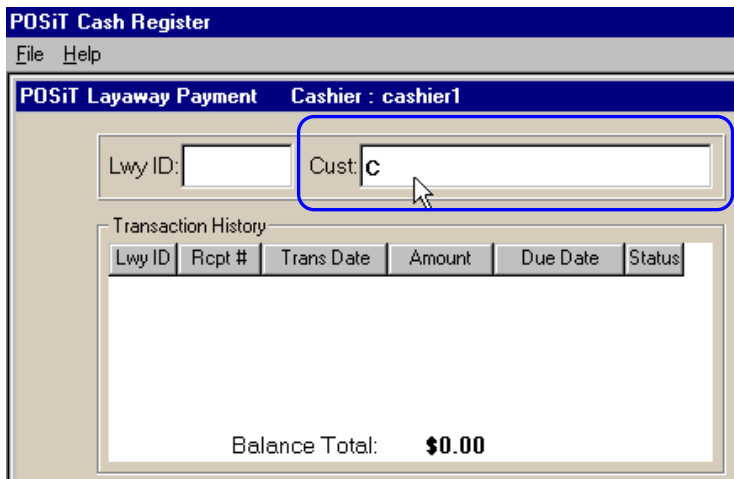 POSiT Cash Register
File Help
POSiT Layaway Payment Cashier : cashier1
Lwy ID: Cust: C
Transaction History
Lwy ID Rcpt # Trans Date Amount Due Date Status
Balance Total: $0.00